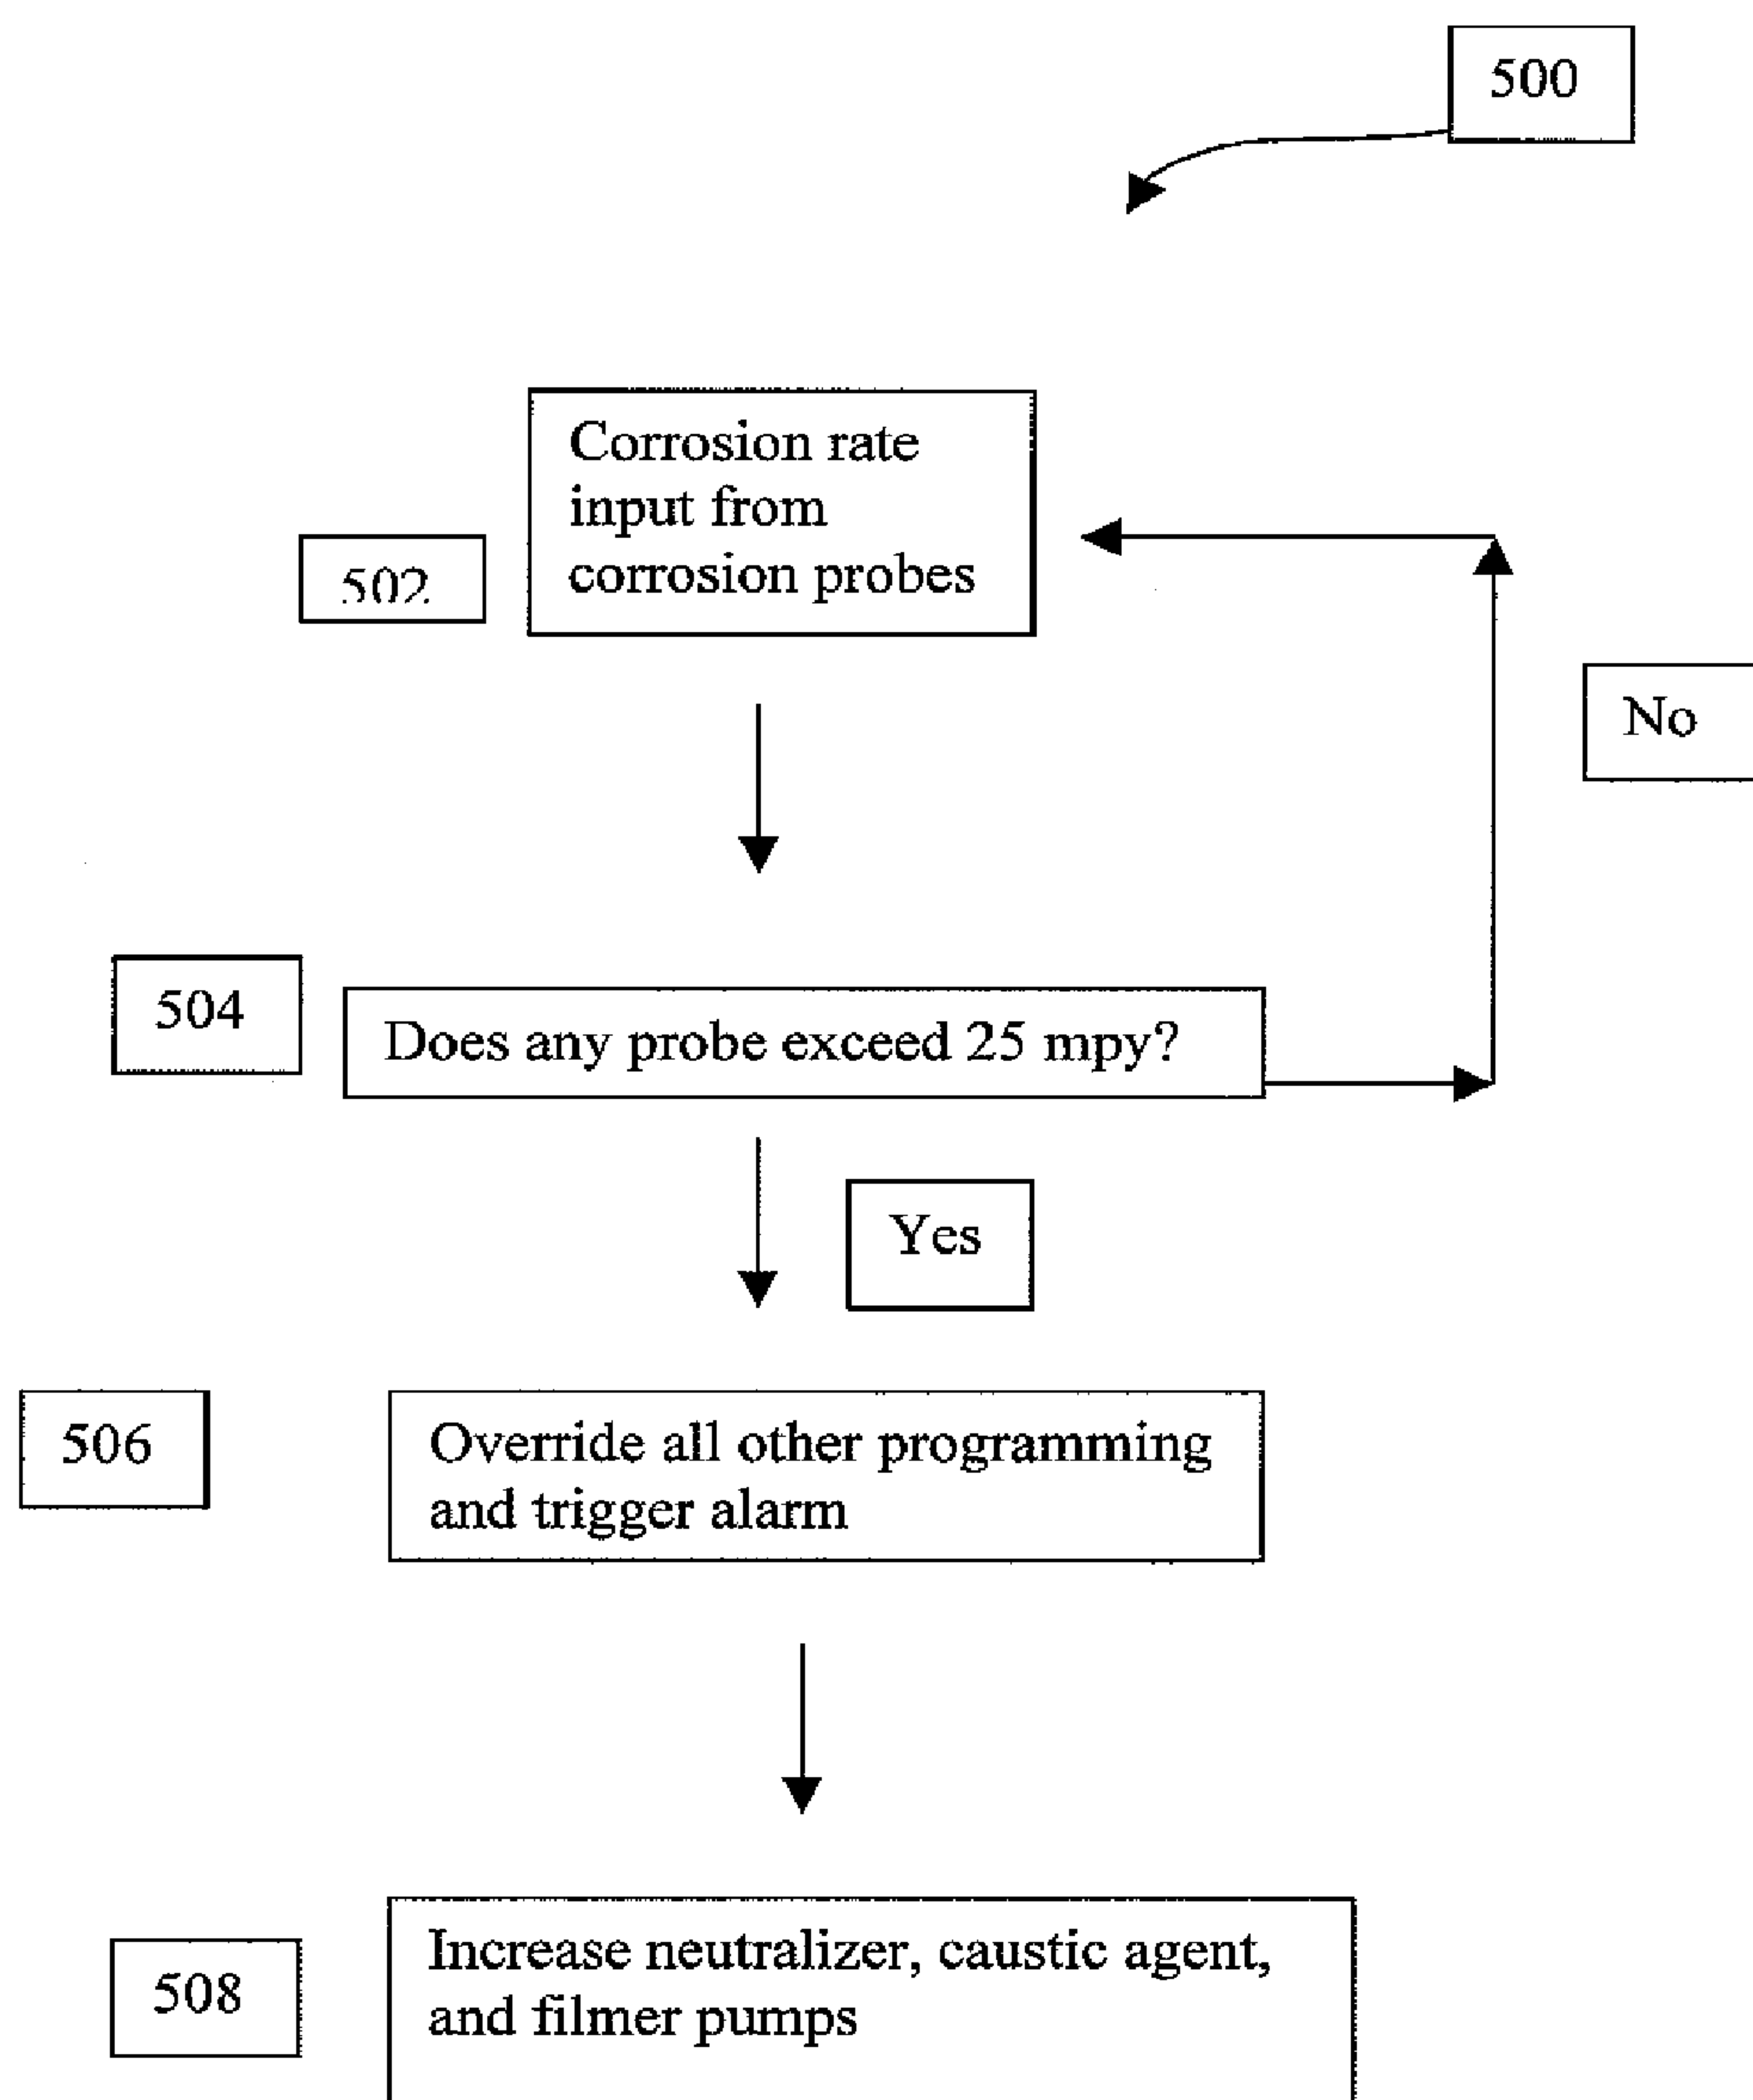 500
Corrosion rate
input from
corrosion probes
502
No
504
Does any probe exceed 25 mpy?
Yes
506
Override all other programming
and trigger alarm
508
Increase neutralizer, caustic agent,
and filmer pumps